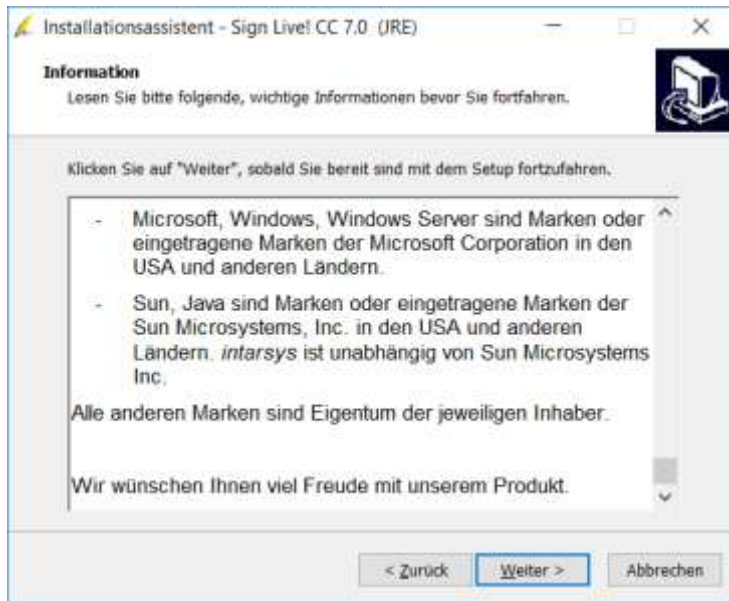 Installationsassistent - Sign Live! CC 7.0 (JRE)
Information
Lesen Sie bitte folgende, wichtige Informationen bevor Sie fortfahren.
Klicken Sie auf "Weiter", sobald Sie bereit sind mit dem Setup fortzufahren.
- Microsoft, Windows, Windows Server sind Marken oder
eingetragene Marken der Microsoft Corporation in den
USA und anderen Ländern.
- Sun, Java sind Marken oder eingetragene Marken der
Sun Microsystems, Inc. in den USA und anderen
Ländern. intarsys ist unabhängig von Sun Microsystems
Inc.
Alle anderen Marken sind Eigentum der jeweiligen Inhaber.
Wir wünschen Ihnen viel Freude mit unserem Produkt.
< Zurück Weiter > Abbrechen